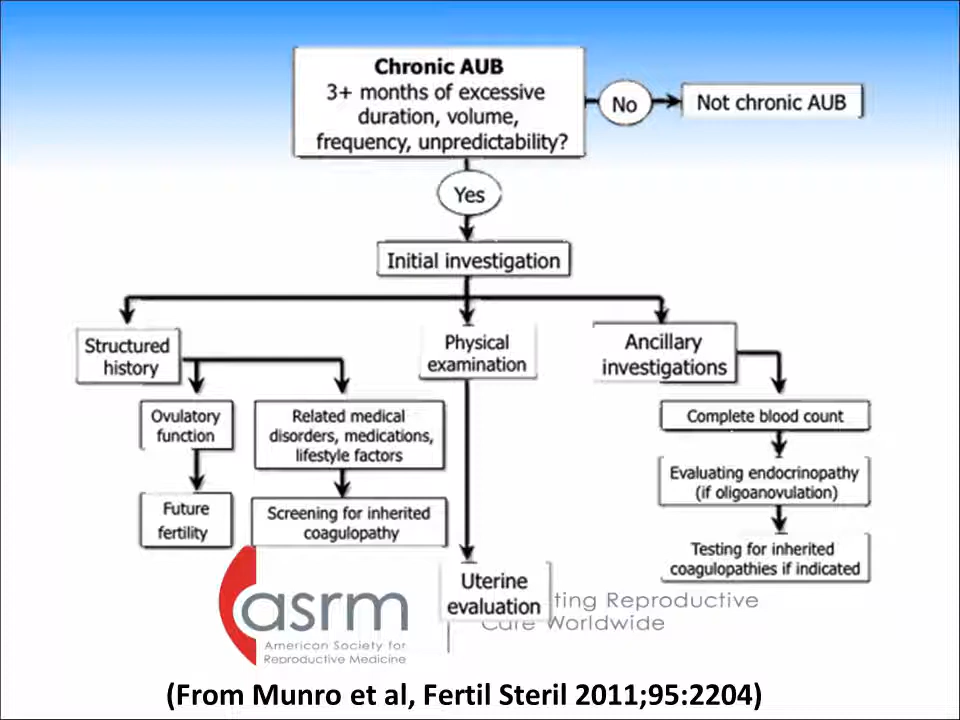 Chronic AUB
3+ months of excessive
duration, volume,
frequency, unpredictability?
No
Not chronic AUB
Yes
Initial investigation
Structured
history
Physical
examination
Ancillary
investigations
Ovulatory
function
Related medical
disorders, medications,
lifestyle factors
Complete blood count
Future
fertility
Screening for inherited
coagulopathy
Evaluating endocrinopathy
(if oligoanovulation)
Testing for inherited
coagulopathies if indicated
Uterine
evaluation
asrm
American Society for
Reproductive Medicine
ting Reproductive
Care Worldwide
(From Munro et al, Fertil Steril 2011;95:2204)